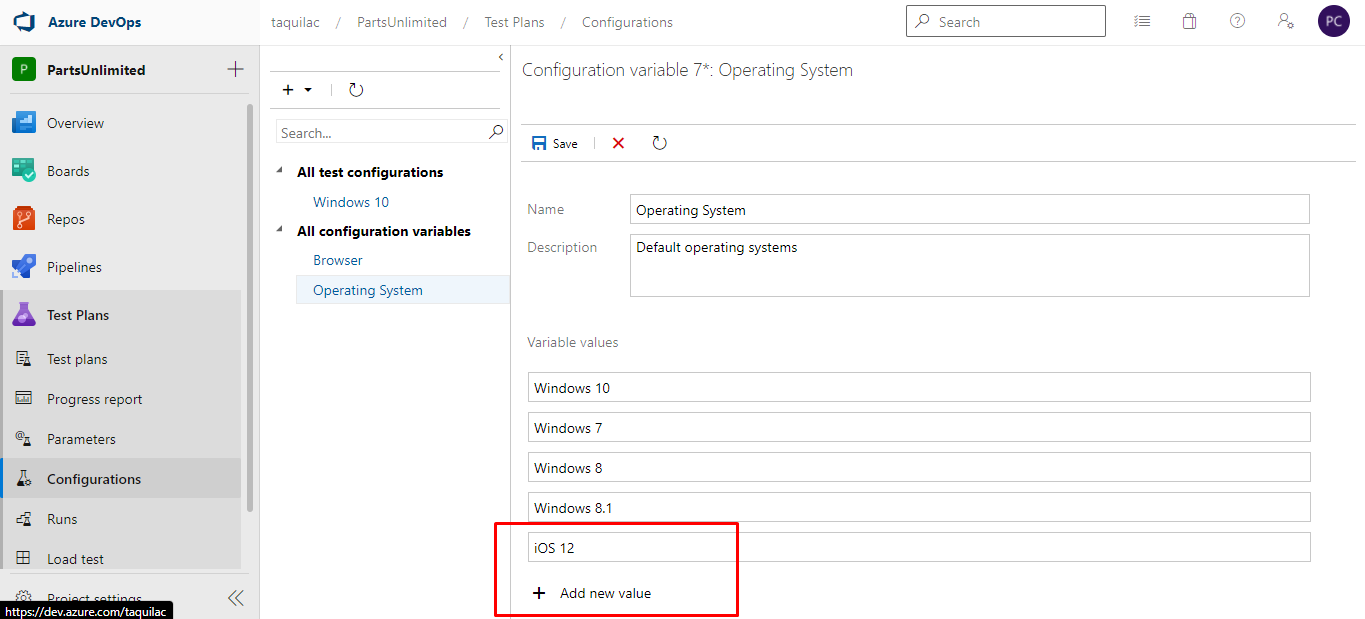 Azure DevOps
taquilac / PartsUnlimited / Test Plans / Configurations
Search
PC
P
PartsUnlimited
Overview
Boards
Repos
Pipelines
Test Plans
Test plans
Progress report
Parameters
Configurations
Runs
Load test
Project settings
https://dev.azure.com/taquilac
Search...
All test configurations
Windows 10
All configuration variables
Browser
Operating System
Configuration variable 7*: Operating System
Save
Name
Operating System
Description
Default operating systems
Variable values
Windows 10
Windows 7
Windows 8
Windows 8.1
iOS 12
Add new value